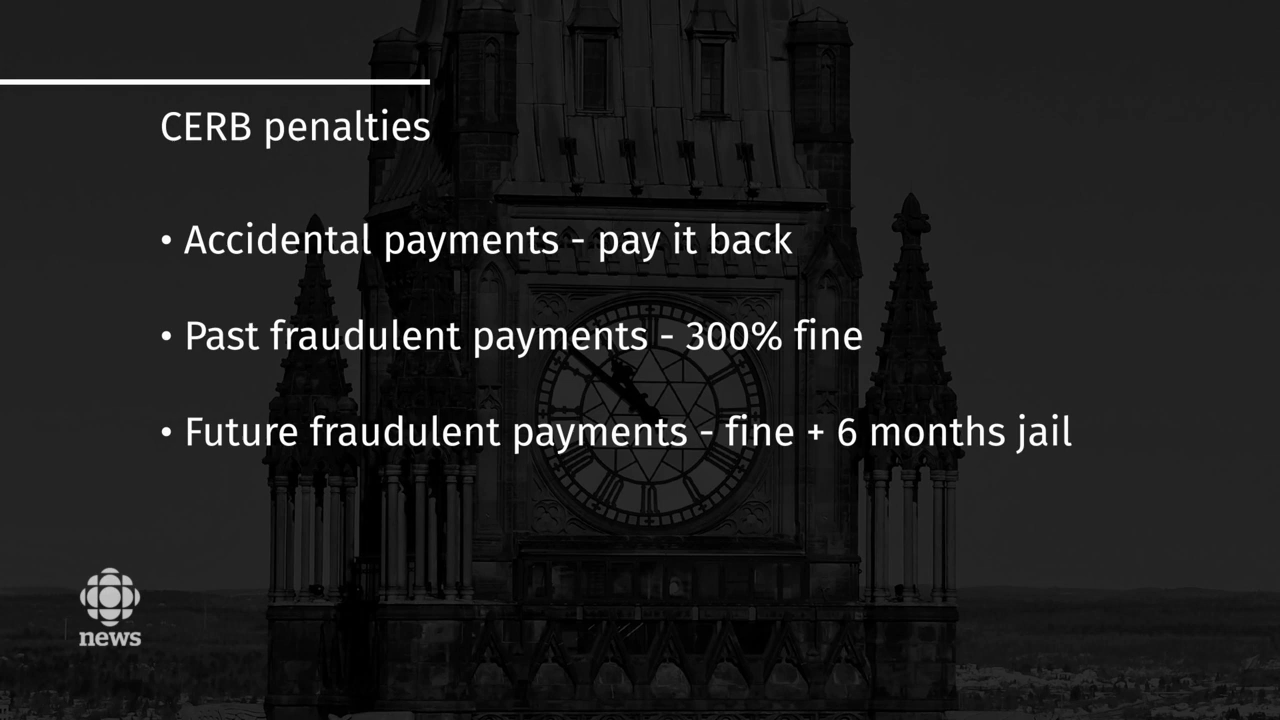 CERB penalties
• Accidental payments - pay it back
• Past fraudulent payments - 300% fine
• Future fraudulent payments - fine + 6 months jail
news